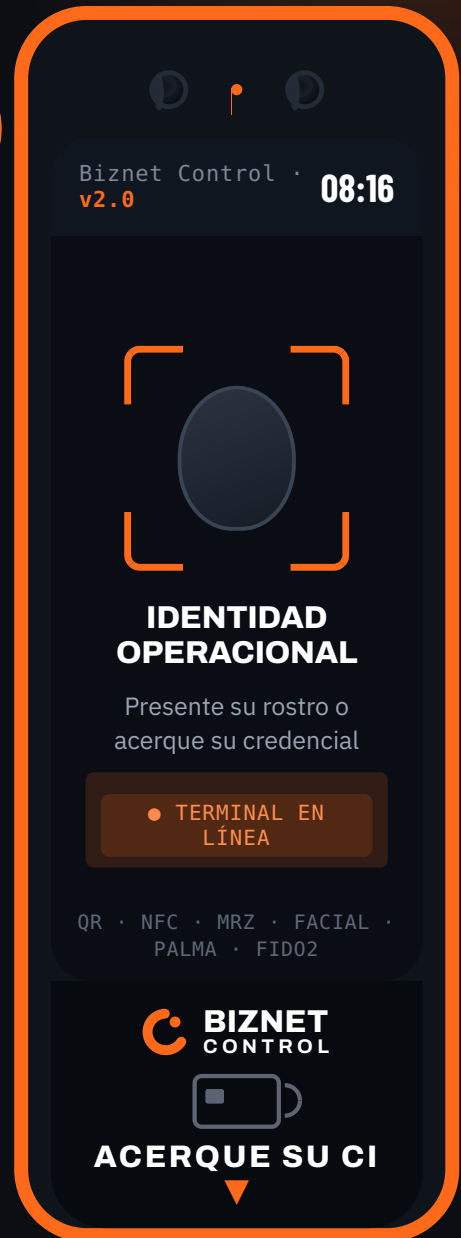 Biznet Control ·
v2.0
08:16
IDENTIDAD
OPERACIONAL
Presente su rostro o
acerque su credencial
● TERMINAL EN
LÍNEA
QR · NFC · MRZ · FACIAL ·
PALMA · FIDO2
BIZNET
CONTROL
ACERQUE SU CI